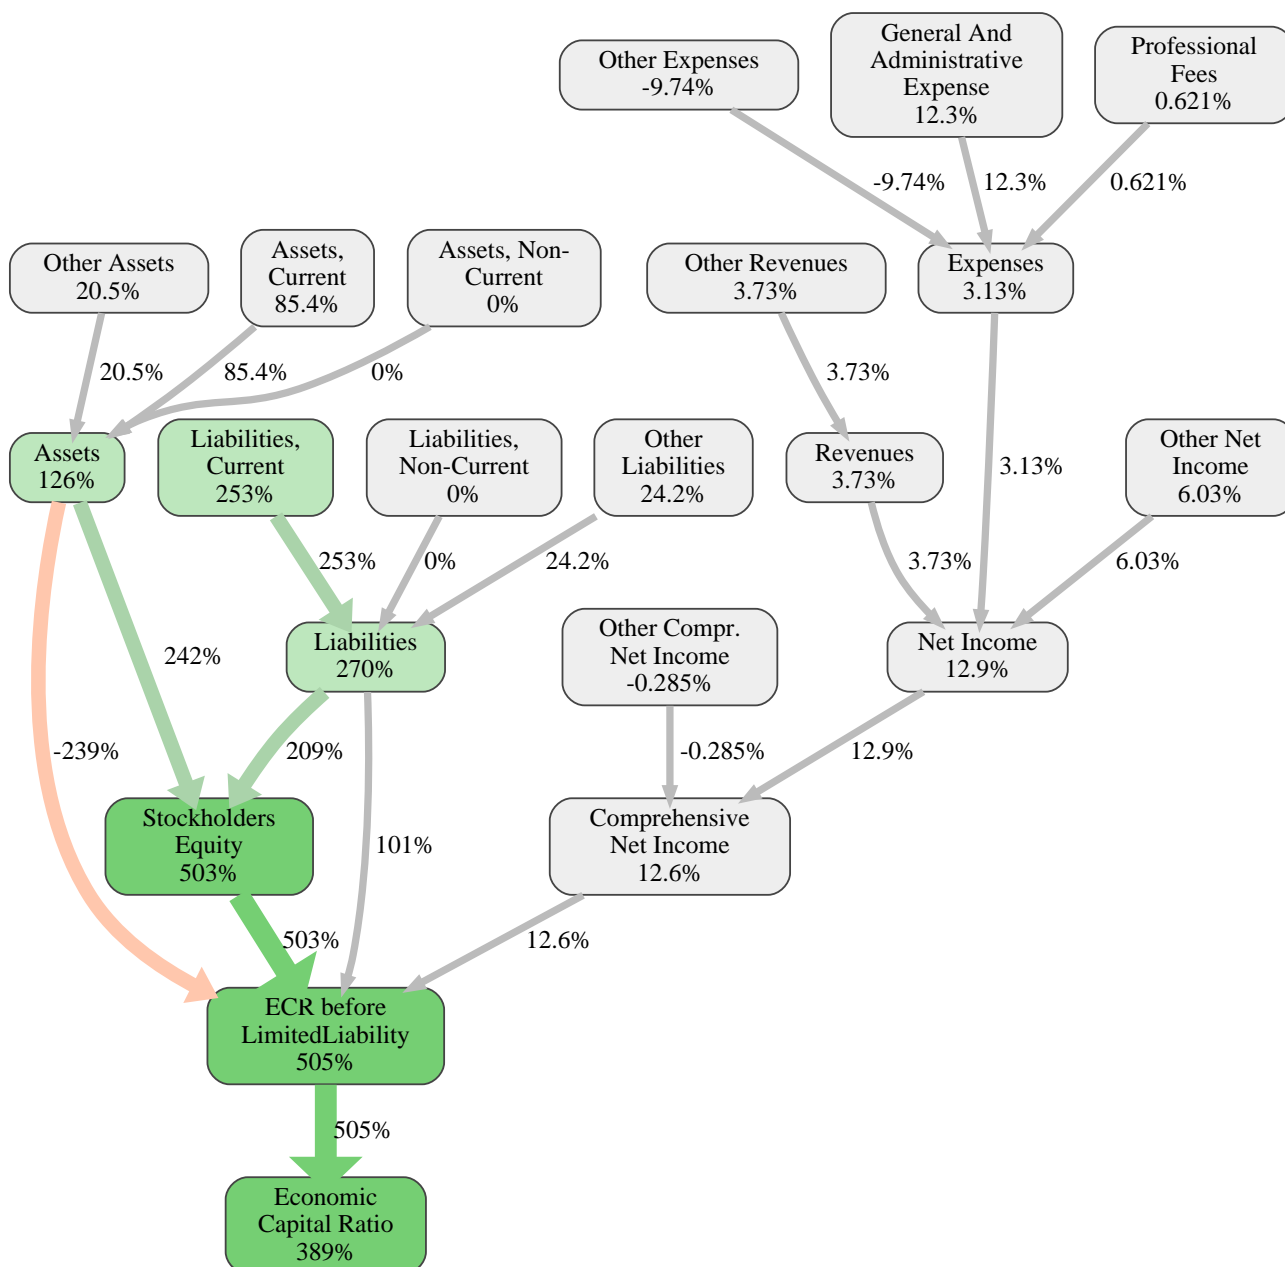 Other Expenses
-9.74%
General And
Administrative
Expense
12.3%
Professional
Fees
0.621%
-9.74%
12.3%
0.621%
Other Assets
20.5%
Assets,
Current
85.4%
Assets, Non-
Current
0%
Other Revenues
3.73%
Expenses
3.13%
20.5%
85.4%
0%
3.73%
Assets
126%
Liabilities,
Current
253%
Liabilities,
Non-Current
0%
Other
Liabilities
24.2%
Revenues
3.73%
3.13%
Other Net
Income
6.03%
253%
0%
24.2%
3.73%
6.03%
242%
Liabilities
270%
Other Compr.
Net Income
-0.285%
Net Income
12.9%
-239%
209%
-0.285%
12.9%
Stockholders
Equity
503%
101%
Comprehensive
Net Income
12.6%
503%
12.6%
ECR before
LimitedLiability
505%
505%
Economic
Capital Ratio
389%